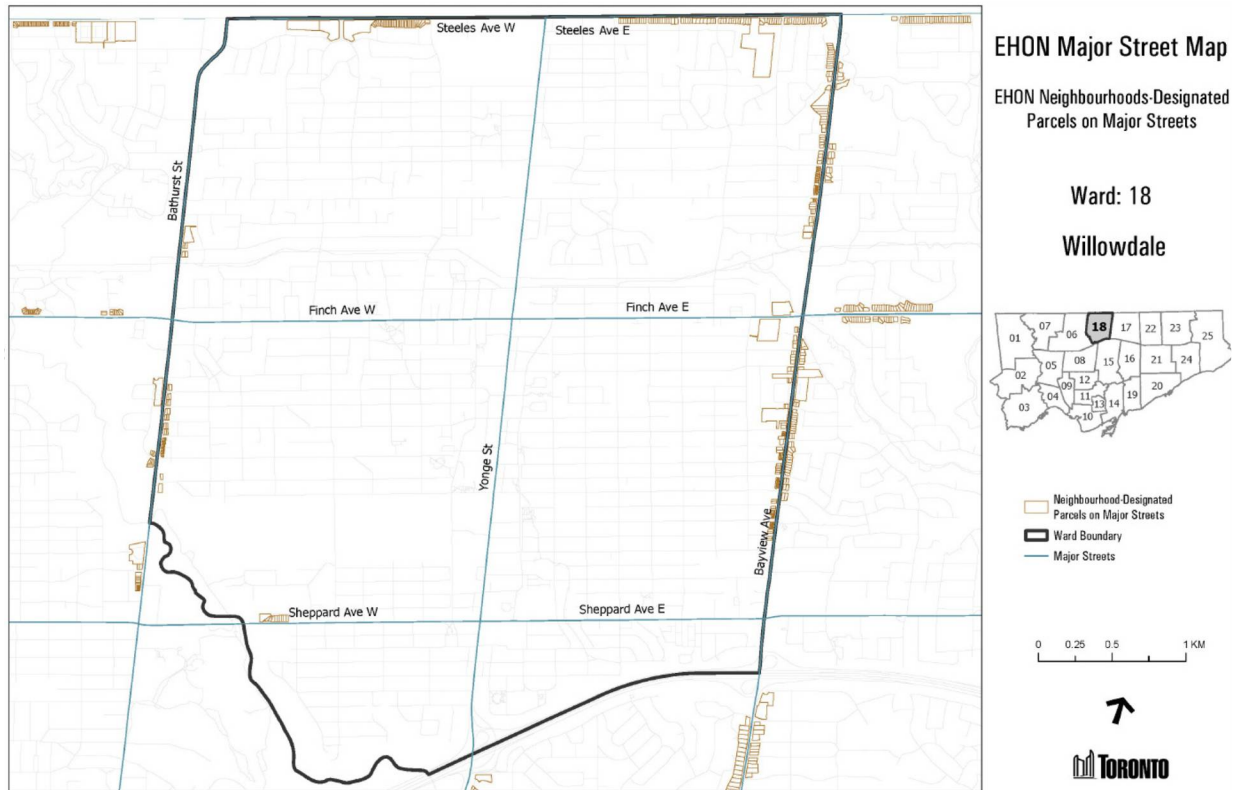 Steeles Ave W
Steeles Ave E
Bathurst St
Finch Ave W
Finch Ave E
Yonge St
Bayview Ave
Sheppard Ave W
Sheppard Ave E
EHON Major Street Map
EHON Neighbourhoods-Designated
Parcels on Major Streets
Ward: 18
Willowdale
01
07
06
18
17
22
23
25
02
05
08
15
16
21
24
03
04
09
12
11
13
10
14
19
20
Neighbourhood-Designated
Parcels on Major Streets
Ward Boundary
Major Streets
0 0.25 0.5 1 KM
TORONTO